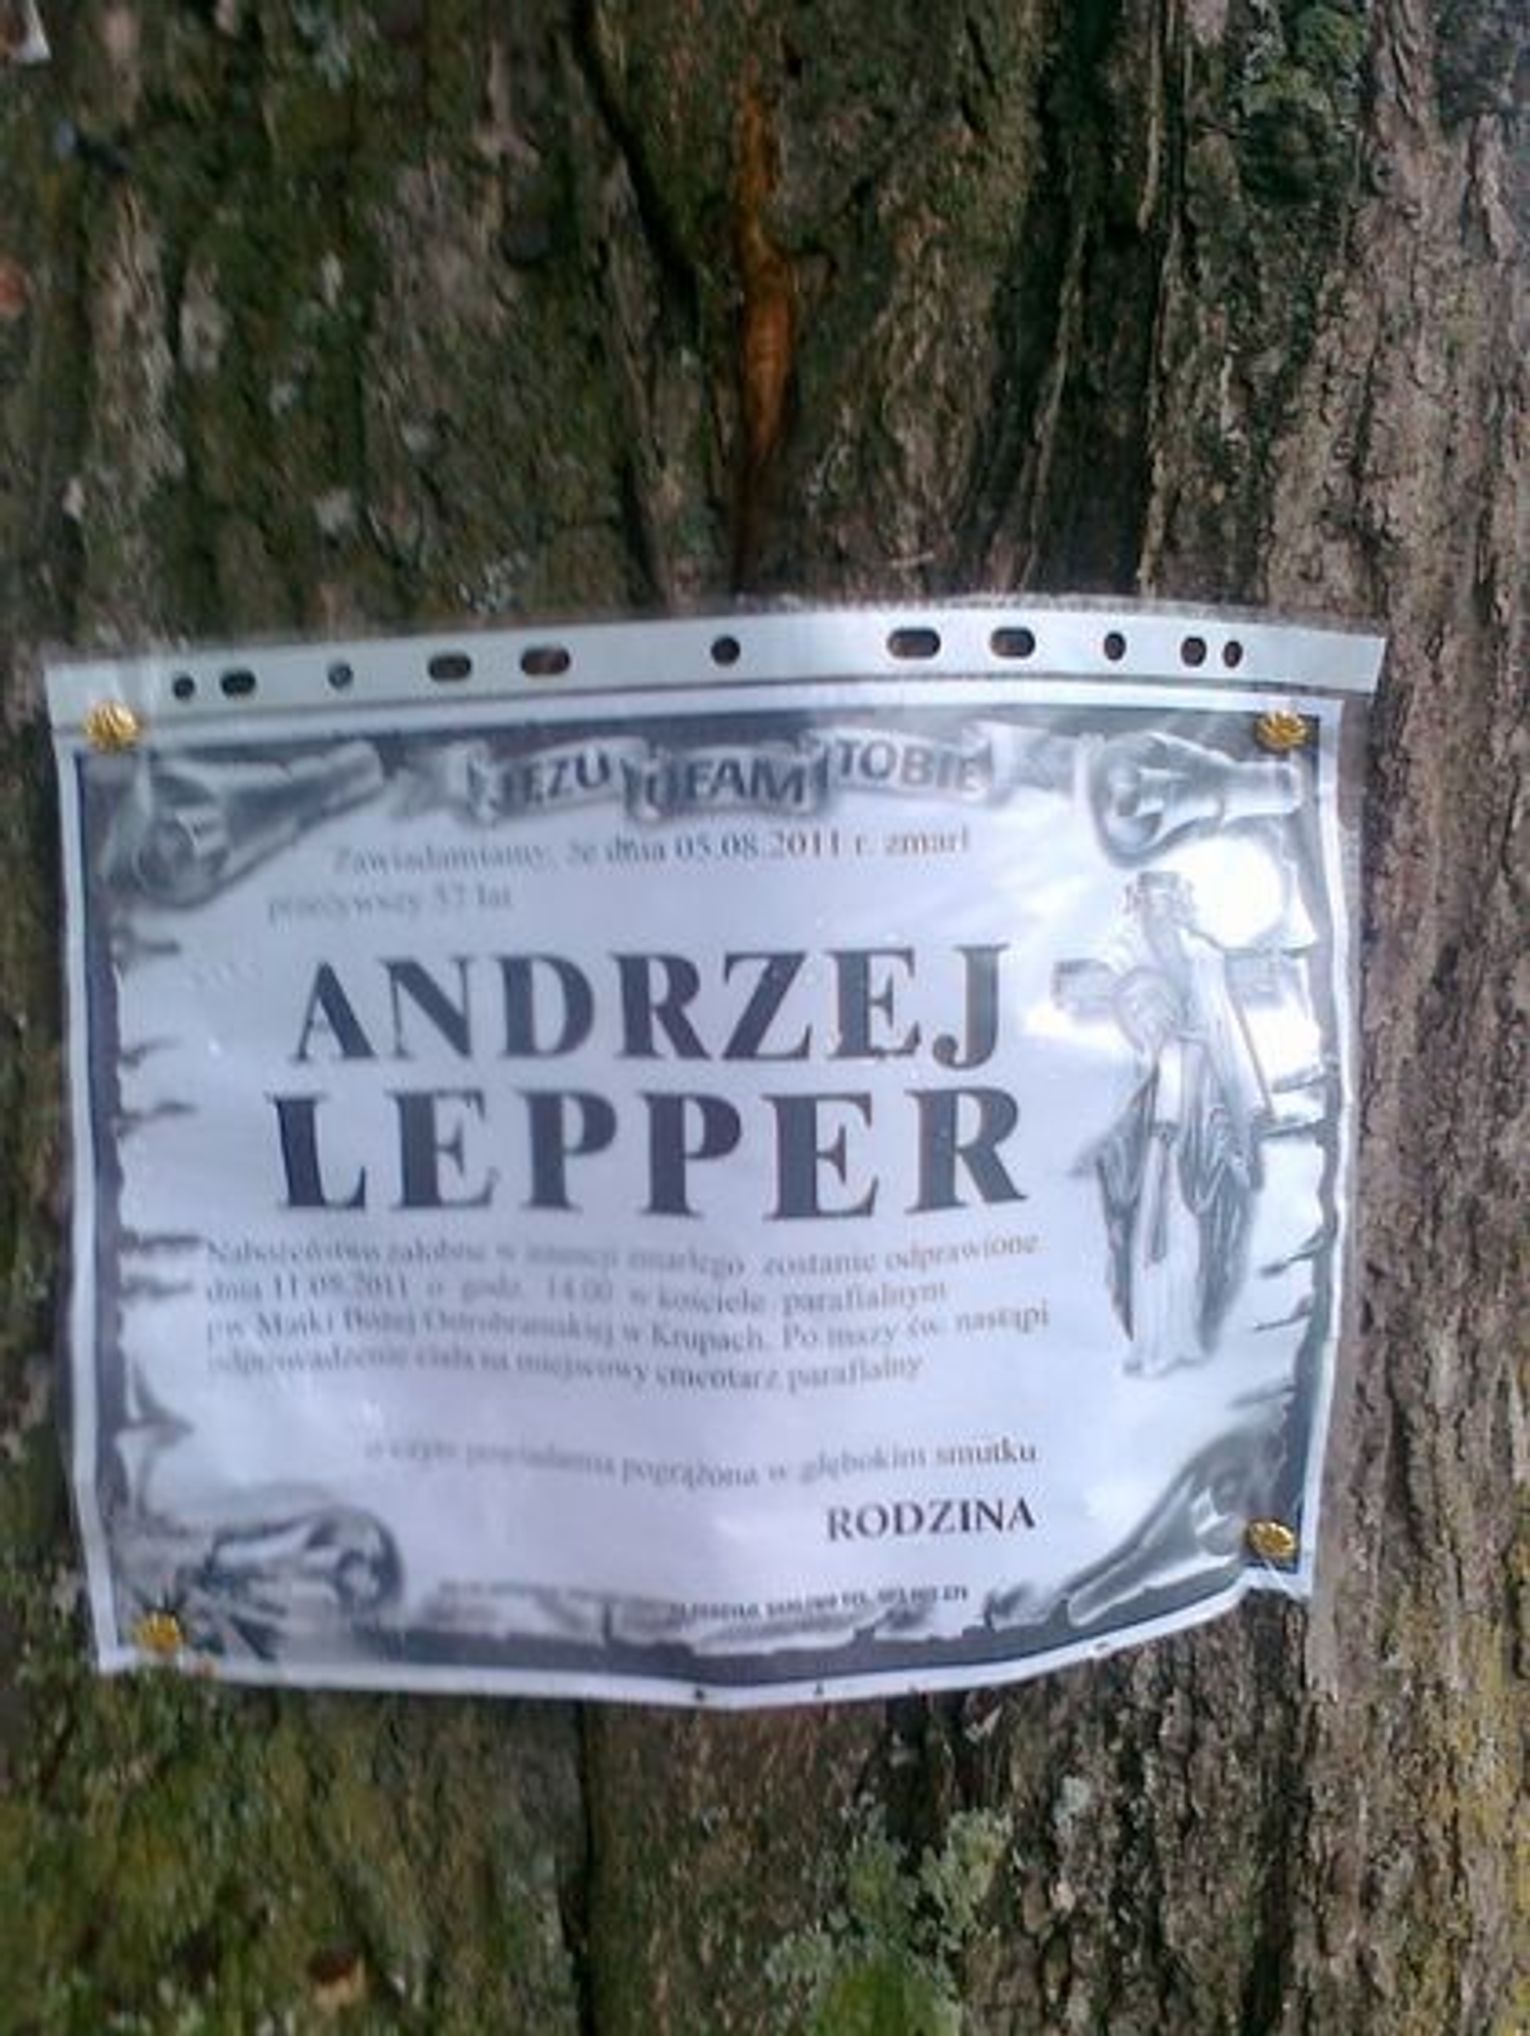 JEZU UFAM TOBIE
Zawiadamiamy, że dnia 05.08.2011 r. zmarł
przeżywszy 57 lat
ANDRZEJ
LEPPER
Nabożeństwo żałobne w intencji zmarłego zostanie odprawione
dnia 11.08.2011 o godz. 14.00 w kościele parafialnym
pw Matki Bożej Ostrobramskiej w Krupach. Po mszy św. nastąpi
odprowadzenie ciała na miejscowy cmentarz parafialny
o czym powiadamia pogrążona w głębokim smutku
RODZINA